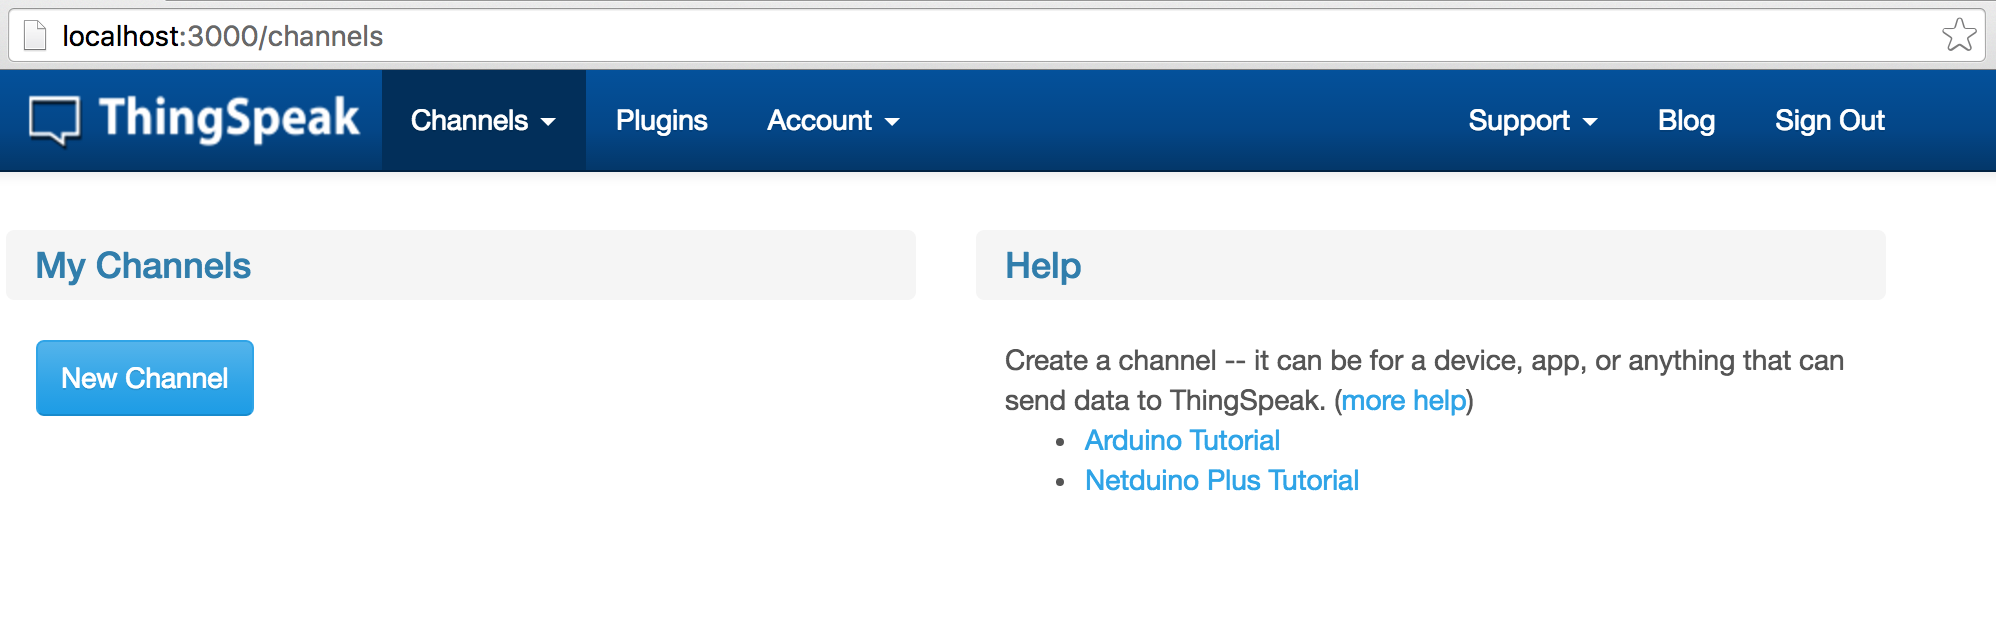 localhost:3000/channels
ThingSpeak Channels Plugins Account Support Blog Sign Out
My Channels
New Channel
Help
Create a channel -- it can be for a device, app, or anything that can
send data to ThingSpeak. (more help)
• Arduino Tutorial
• Netduino Plus Tutorial